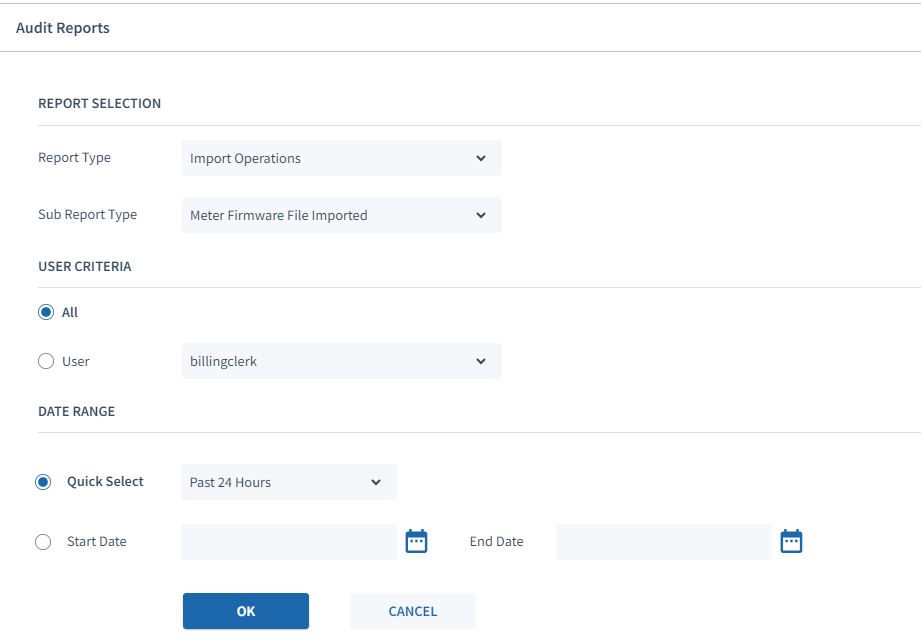 Audit Reports
REPORT SELECTION
Report Type Import Operations
Sub Report Type Meter Firmware File Imported
USER CRITERIA
All
User billingclerk
DATE RANGE
Quick Select Past 24 Hours
Start Date End Date
OK CANCEL